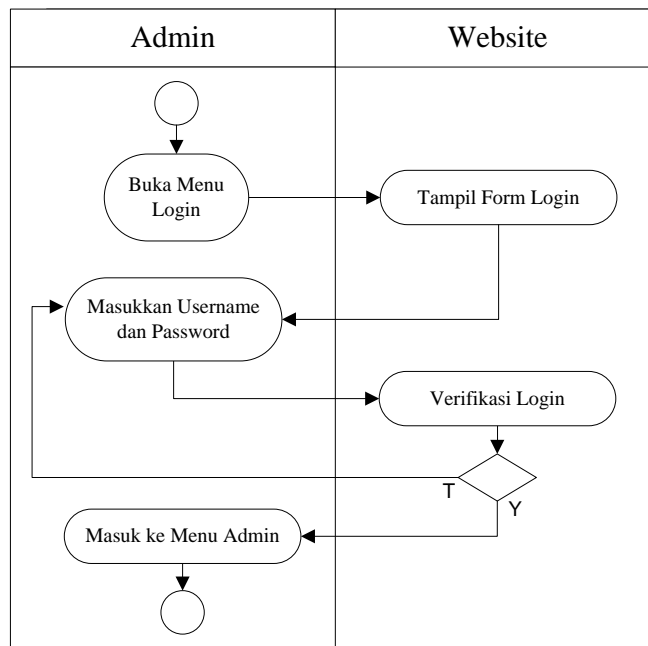 Admin
Website
Buka Menu
Login
Tampil Form Login
Masukkan Username
dan Password
Verifikasi Login
T
Y
Masuk ke Menu Admin